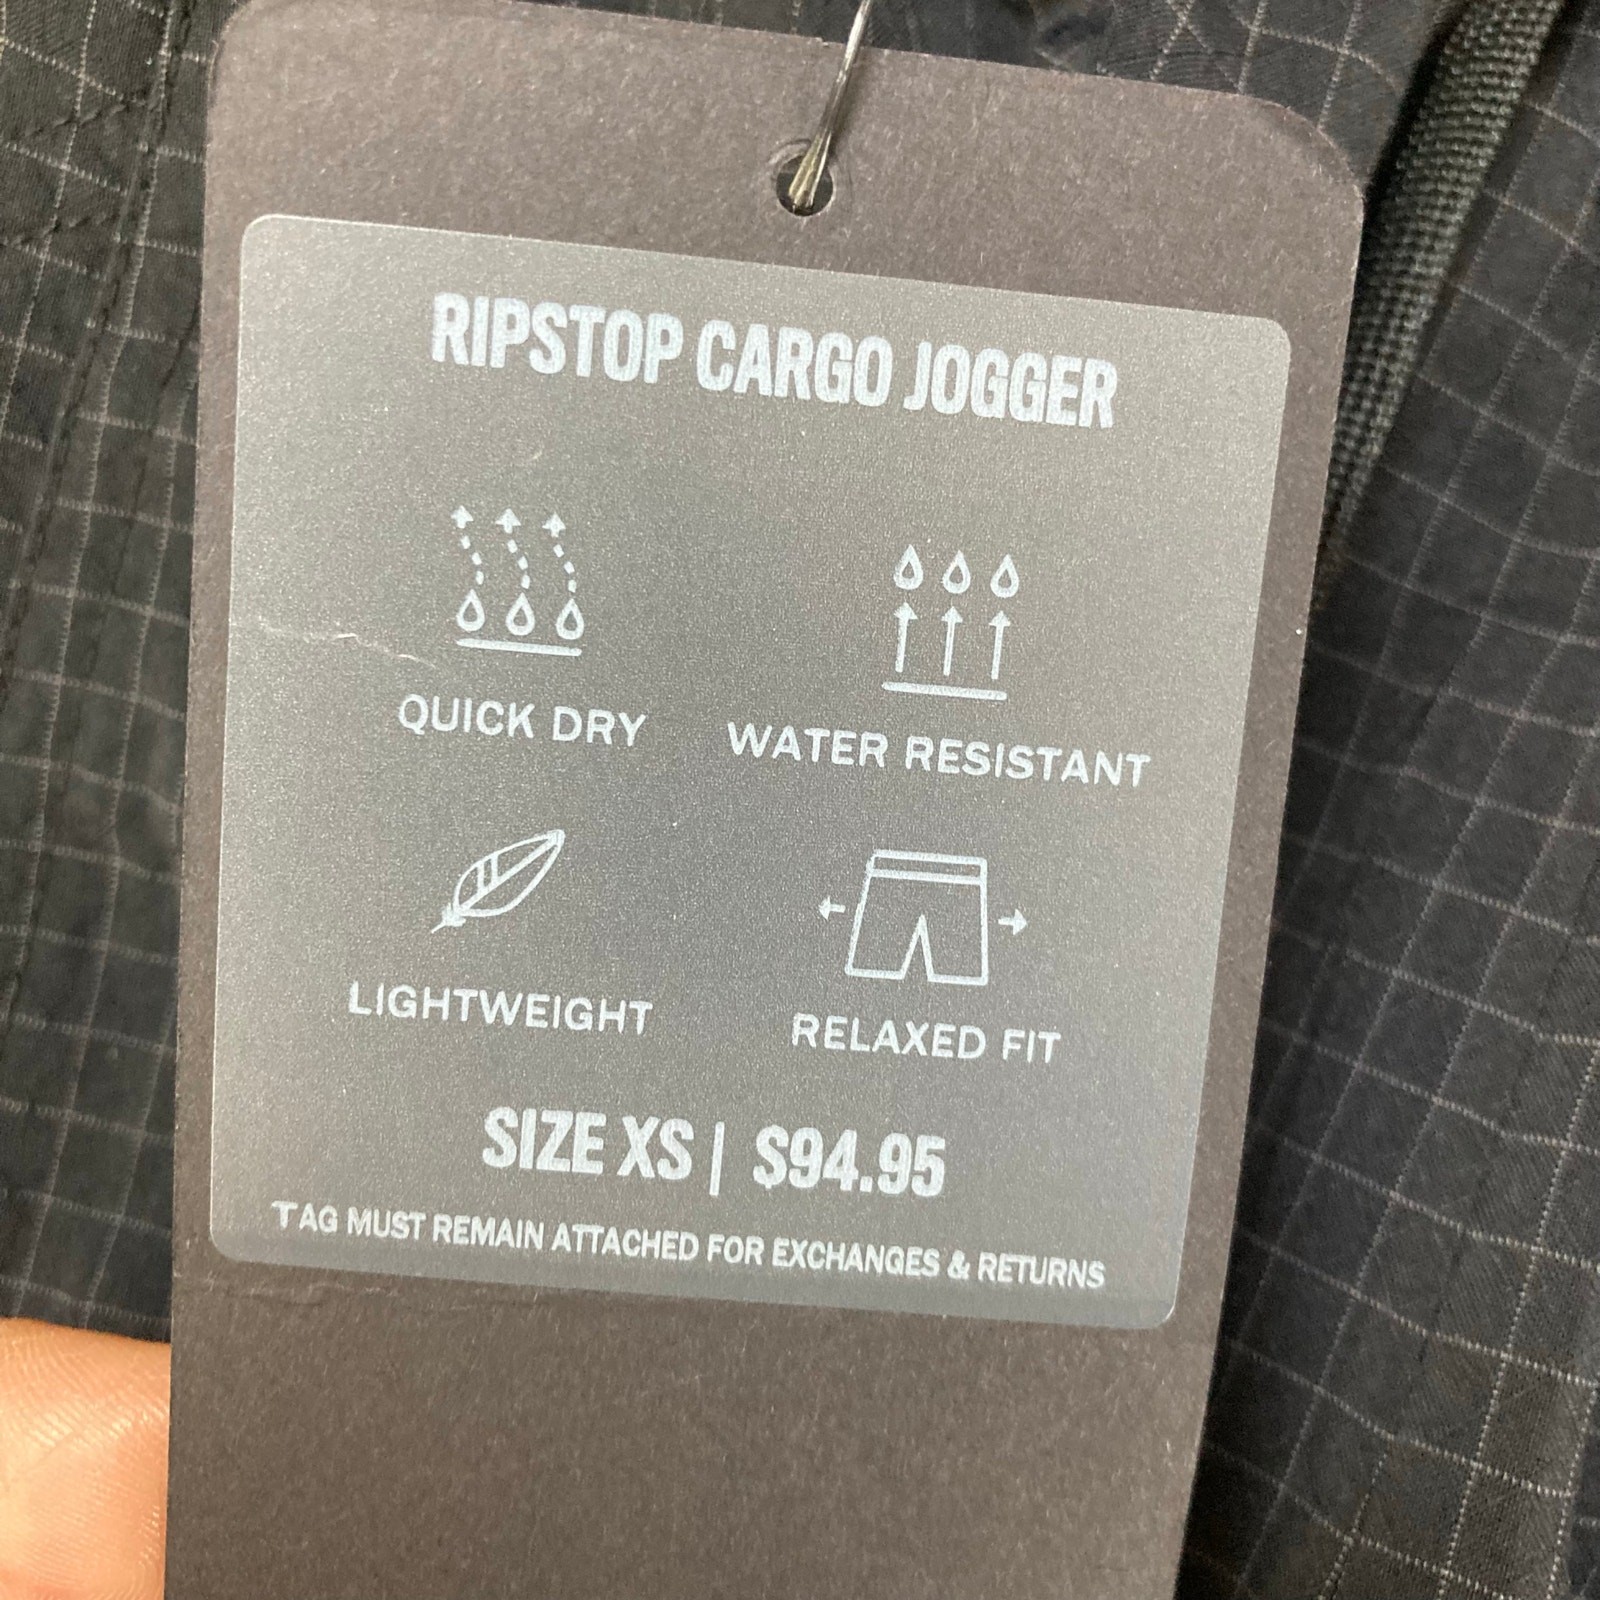 RIPSTOP CARGO JOGGER
QUICK DRY
WATER RESISTANT
LIGHTWEIGHT
RELAXED FIT
SIZE XS | $94.95
TAG MUST REMAIN ATTACHED FOR EXCHANGES & RETURNS